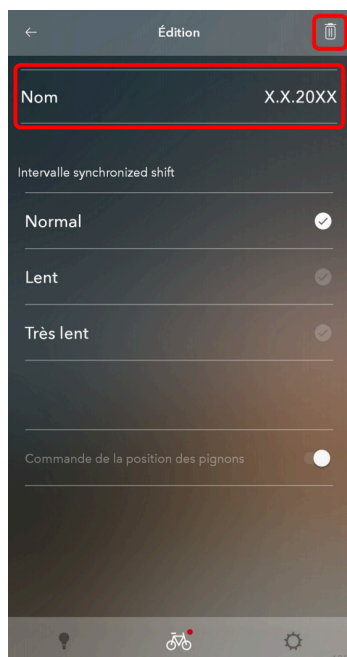 Édition
Nom X.X.20XX
Intervalle synchronized shift
Normal
Lent
Très lent
Commande de la position des pignons